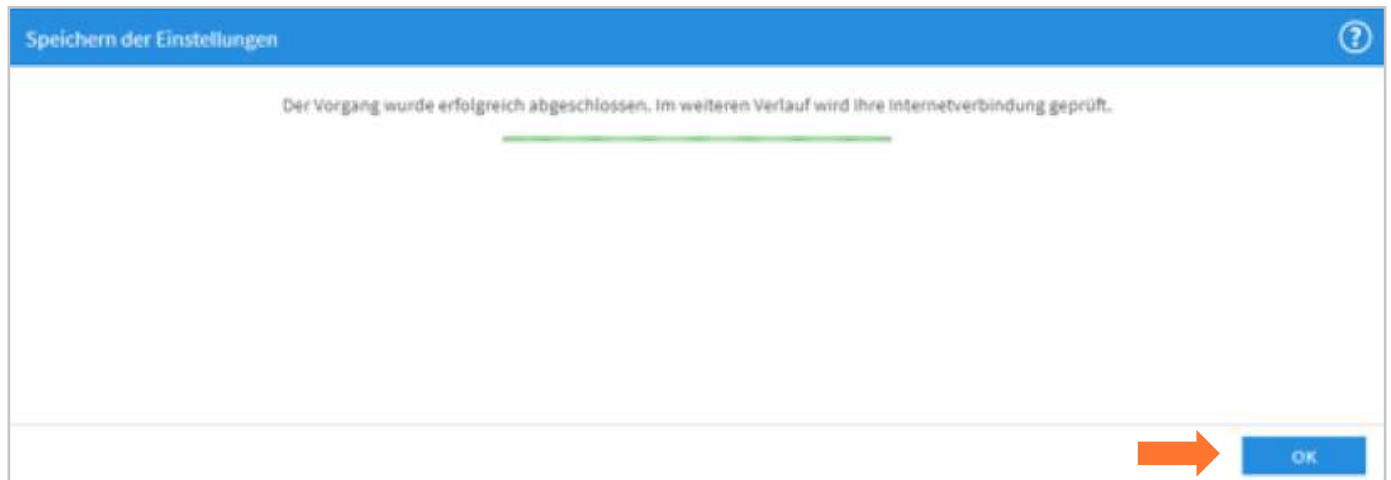 Speichern der Einstellungen
?
Der Vorgang wurde erfolgreich abgeschlossen. Im weiteren Verlauf wird Ihre Internetverbindung geprüft.
OK